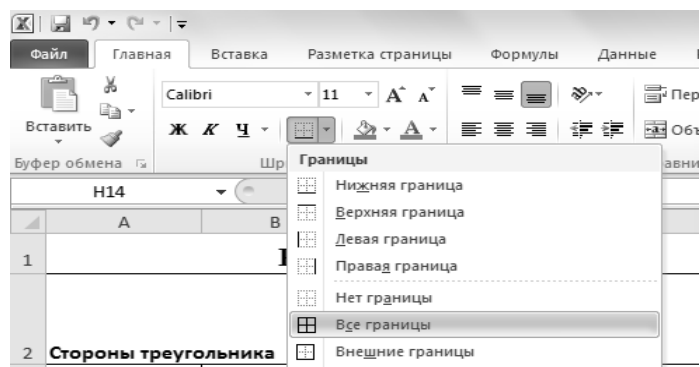 Файл Главная Вставка Разметка страницы Формулы Данные
Calibri 11
Вставить Ж К Ч
Буфер обмена
Границы
H14
Нижняя граница
A B
Верхняя граница
Левая граница
1
Правая граница
Нет границы
Все границы
2 Стороны треугольника
Внешние границы